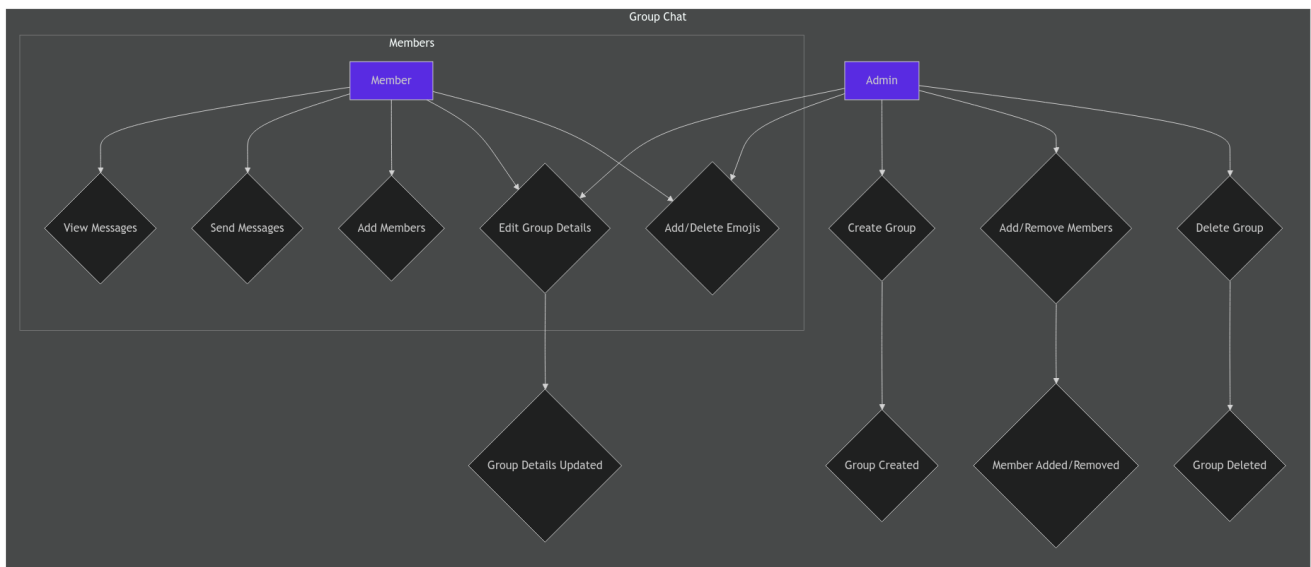 Group Chat
Members
Member
Admin
View Messages
Send Messages
Add Members
Edit Group Details
Add/Delete Emojis
Create Group
Add/Remove Members
Delete Group
Group Details Updated
Group Created
Member Added/Removed
Group Deleted